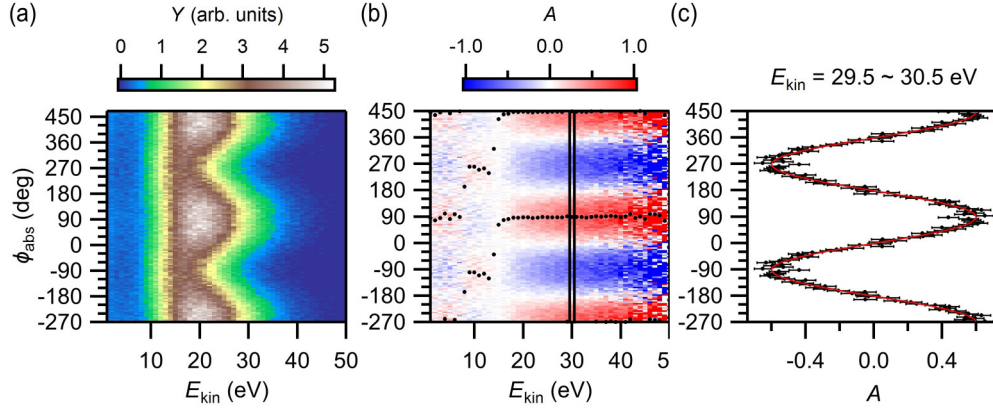 (a)
Y (arb. units)
0 1 2 3 4 5
ϕabs (deg)
450
360
270
180
90
0
-90
-180
-270
10 20 30 40 50
Ekin (eV)
(b)
A
-1.0 0.0 1.0
450
360
270
180
90
0
-90
-180
-270
10 20 30 40 5
Ekin (eV)
(c)
Ekin = 29.5 ~ 30.5 eV
450
360
270
180
90
0
-90
-180
-270
-0.4 0.0 0.4
A